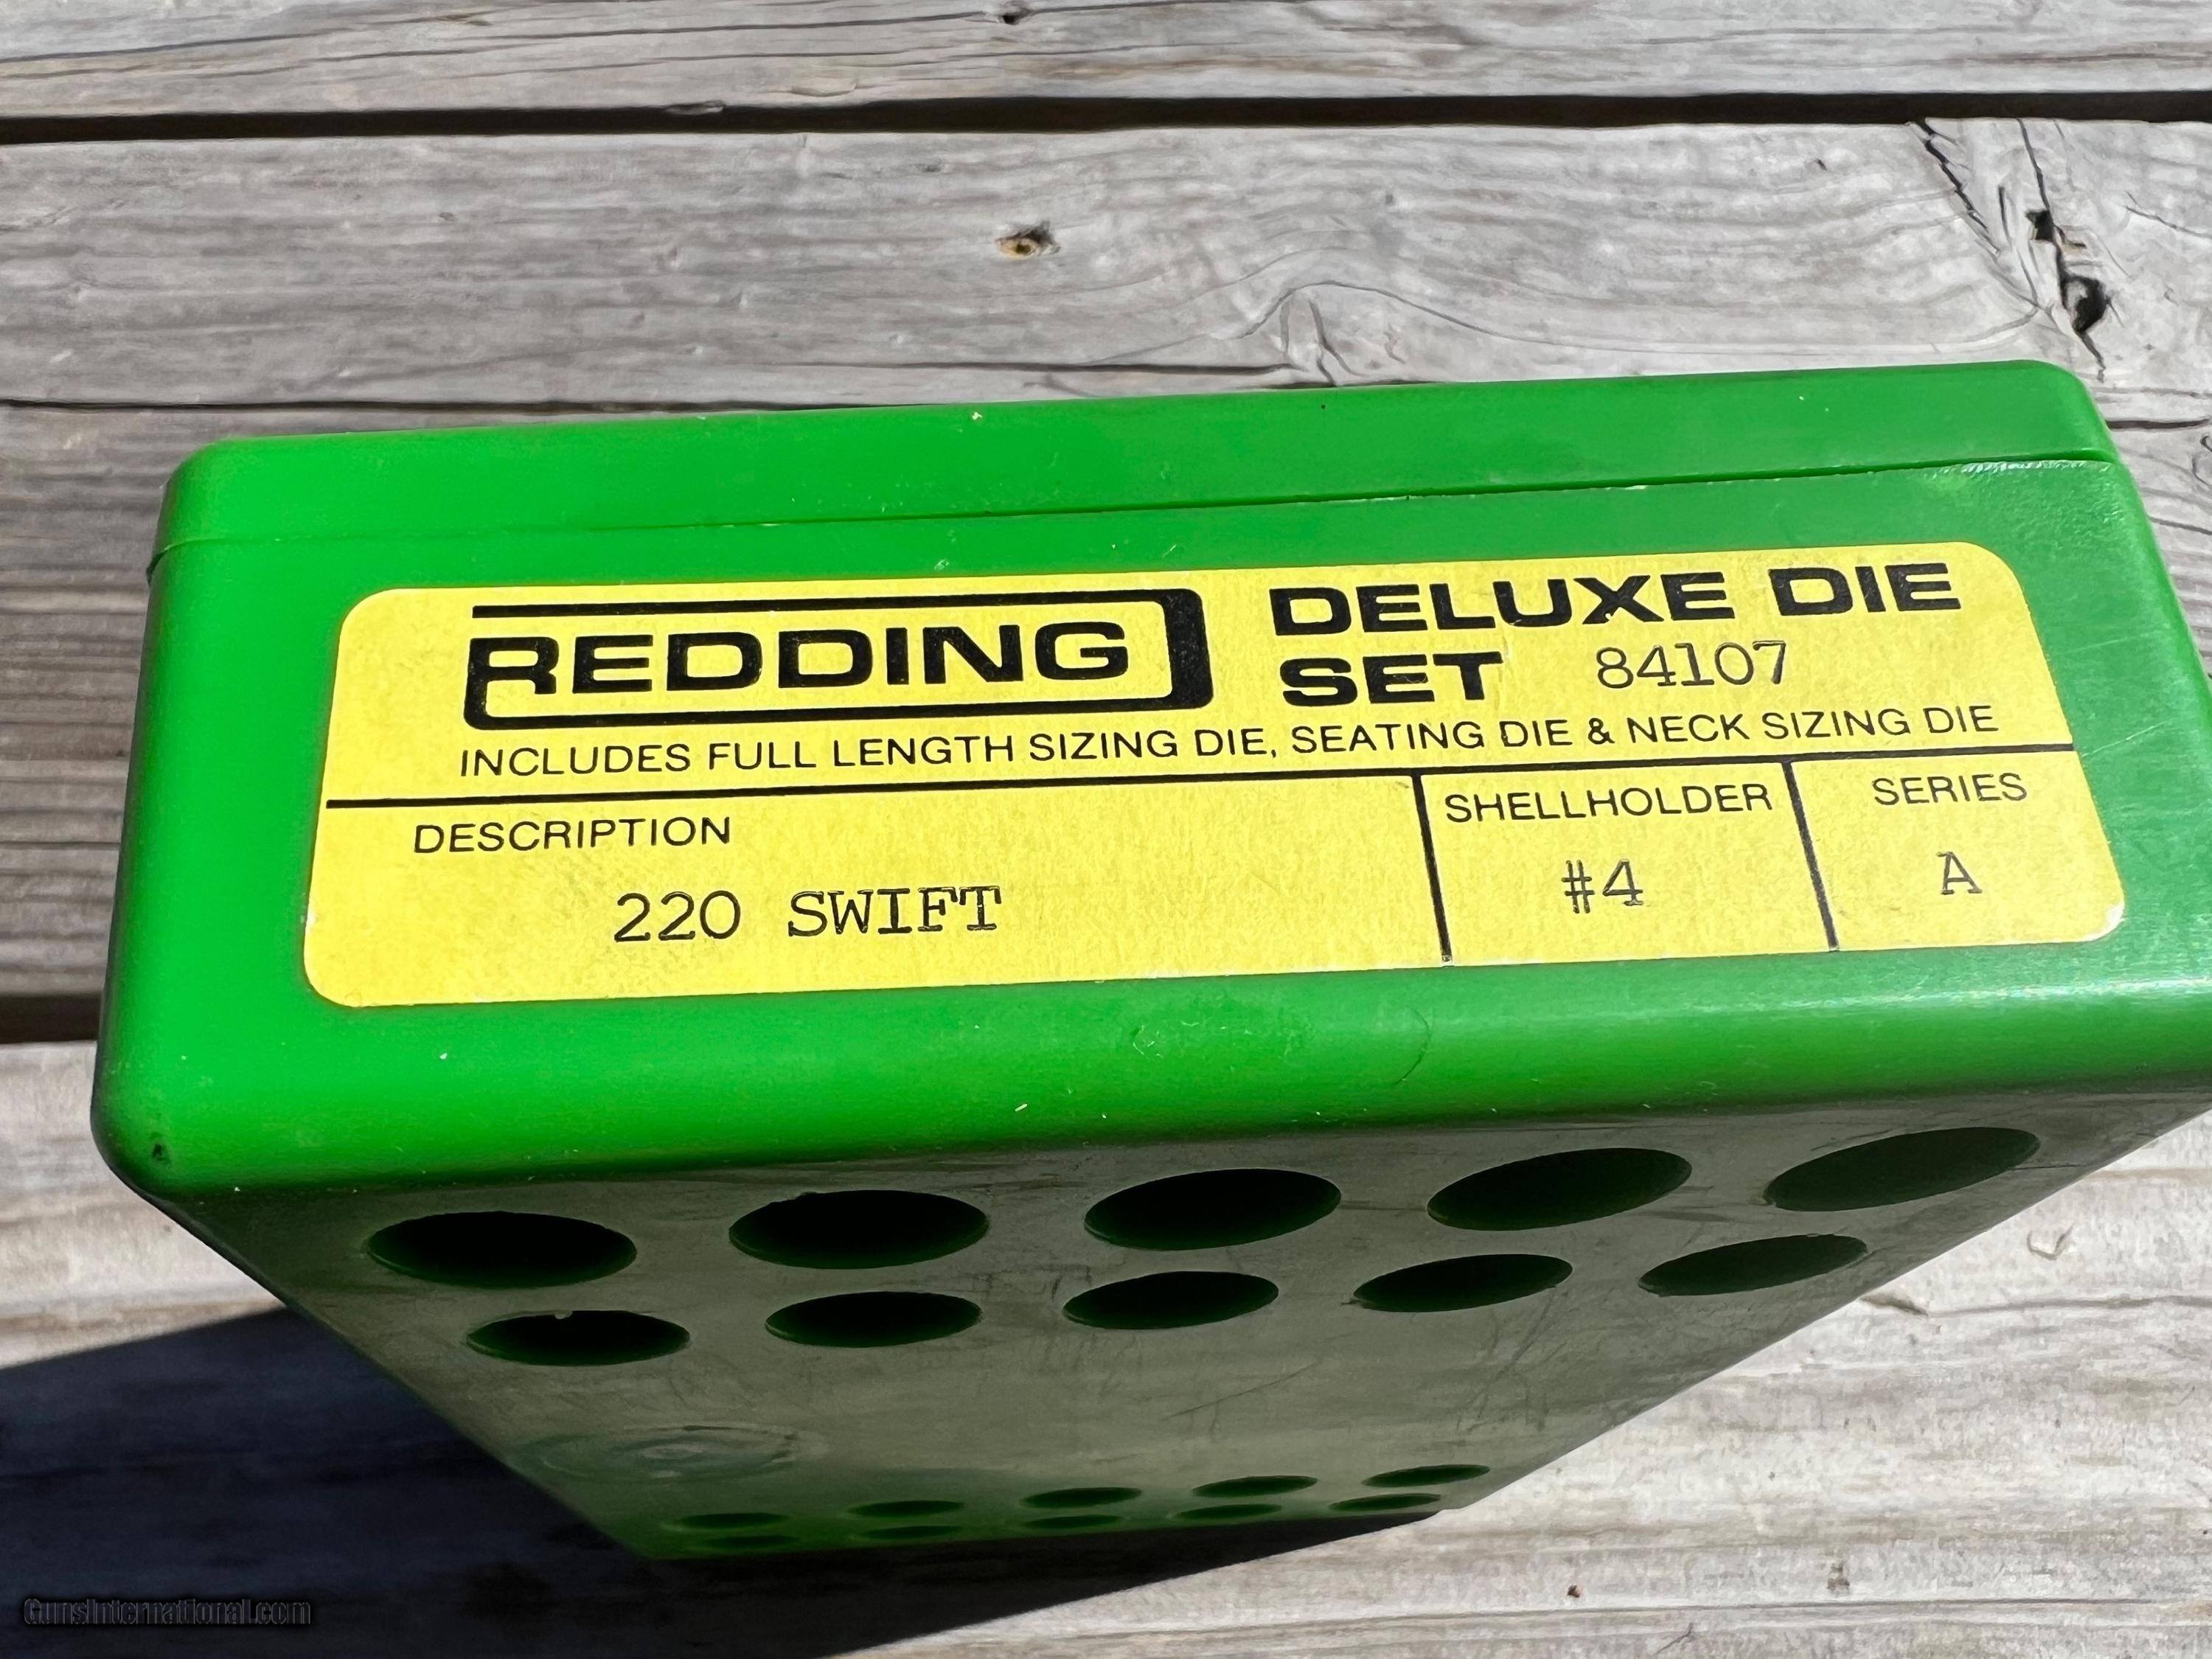 REDDING
DELUXE DIE
SET 84107
INCLUDES FULL LENGTH SIZING DIE, SEATING DIE & NECK SIZING DIE
DESCRIPTION
220 SWIFT
SHELLHOLDER
#4
SERIES
A
GunsInternational.com